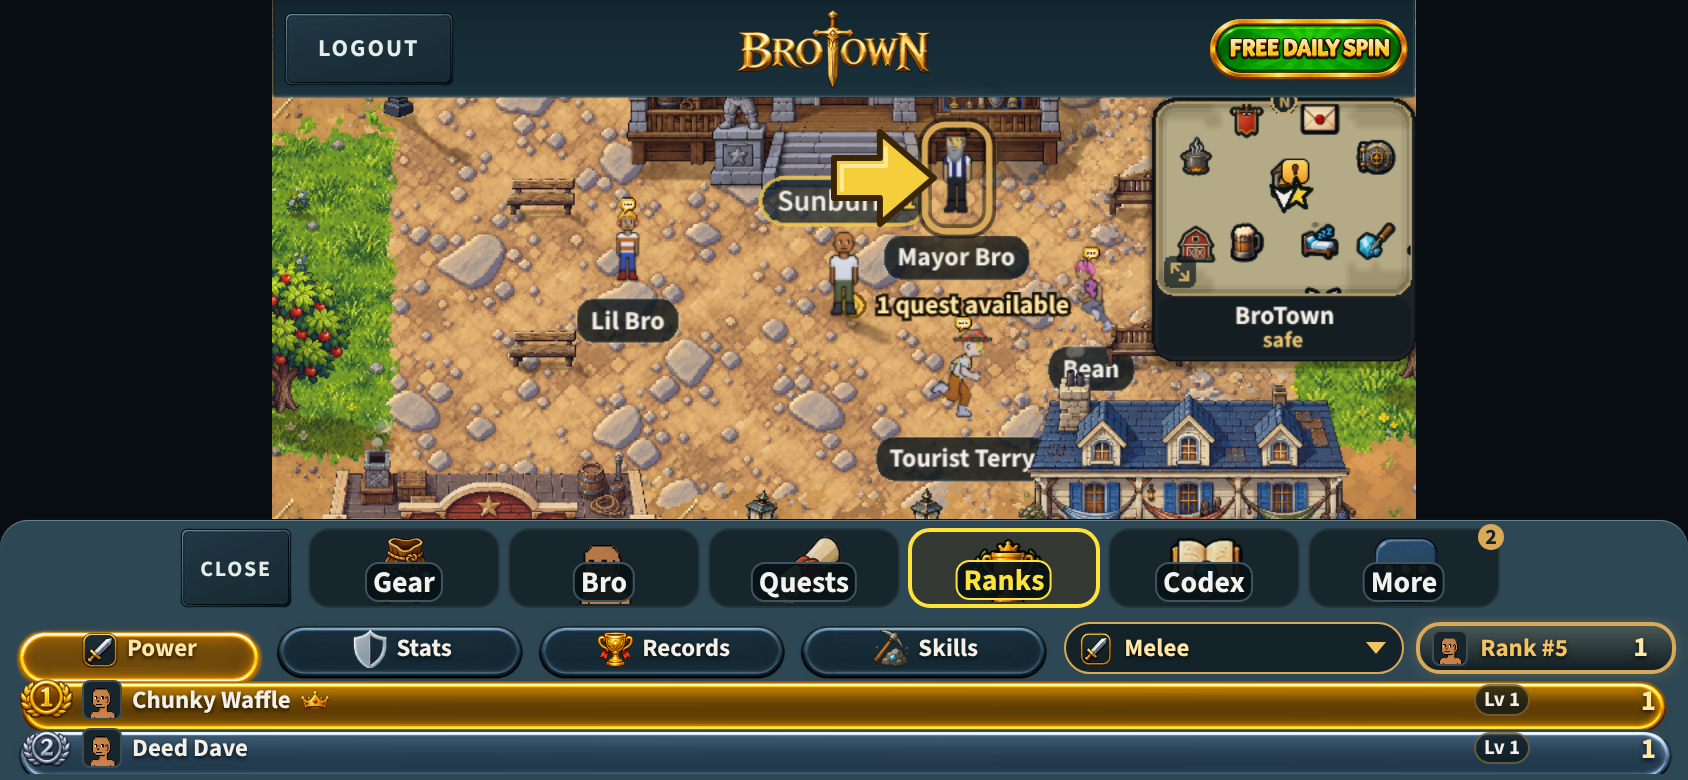 LOGOUT
BROTOWN
FREE DAILY SPIN
N
Mayor Bro
1 quest available
Lil Bro
Bean
Tourist Terry
BroTown
safe
CLOSE
Gear
Bro
Quests
Ranks
Codex
More
2
Power
Stats
Records
Skills
Melee
Rank #5
1
1
Chunky Waffle
Lv 1
1
2
Deed Dave
Lv 1
1